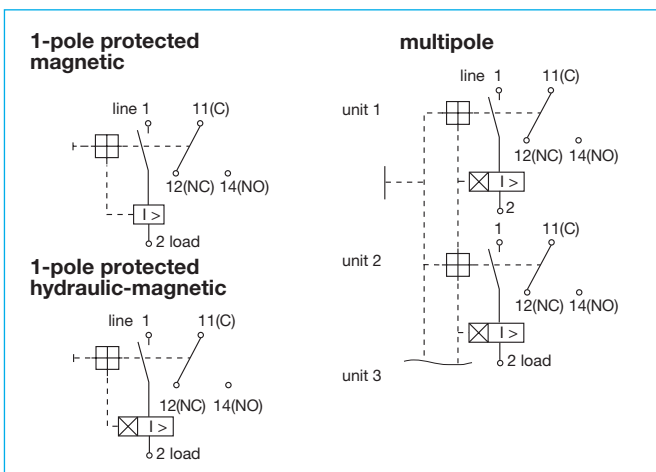 1-pole protected
magnetic
line 1 11(C)
12(NC) 14(NO)
I >
2 load
1-pole protected
hydraulic-magnetic
line 1 11(C)
12(NC) 14(NO)
I >
2 load
multipole
line 1 11(C)
unit 1
12(NC) 14(NO)
I >
2
1 11(C)
unit 2
12(NC) 14(NO)
I >
2 load
unit 3